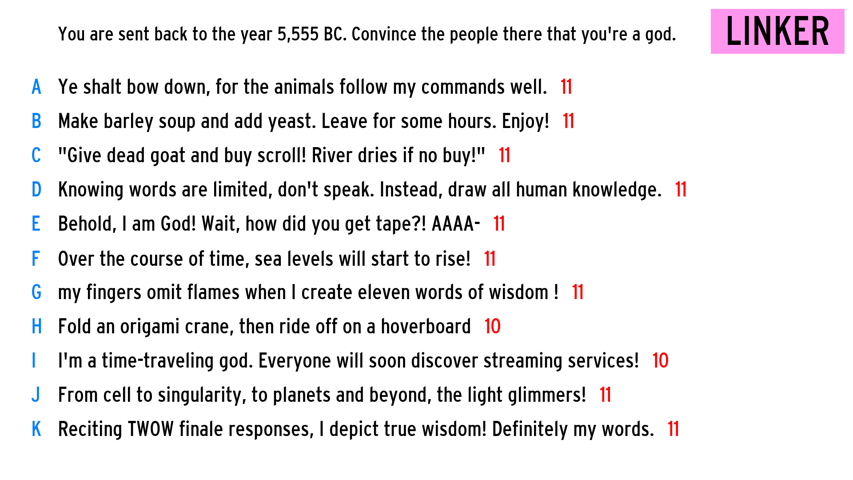 You are sent back to the year 5,555 BC. Convince the people there that you're a god.
LINKER
A Ye shalt bow down, for the animals follow my commands well. 11
B Make barley soup and add yeast. Leave for some hours. Enjoy! 11
C "Give dead goat and buy scroll! River dries if no buy!" 11
D Knowing words are limited, don't speak. Instead, draw all human knowledge. 11
E Behold, I am God! Wait, how did you get tape?! AAAA- 11
F Over the course of time, sea levels will start to rise! 11
G my fingers omit flames when I create eleven words of wisdom ! 11
H Fold an origami crane, then ride off on a hoverboard 10
I I'm a time-traveling god. Everyone will soon discover streaming services! 10
J From cell to singularity, to planets and beyond, the light glimmers! 11
K Reciting TWOW finale responses, I depict true wisdom! Definitely my words. 11